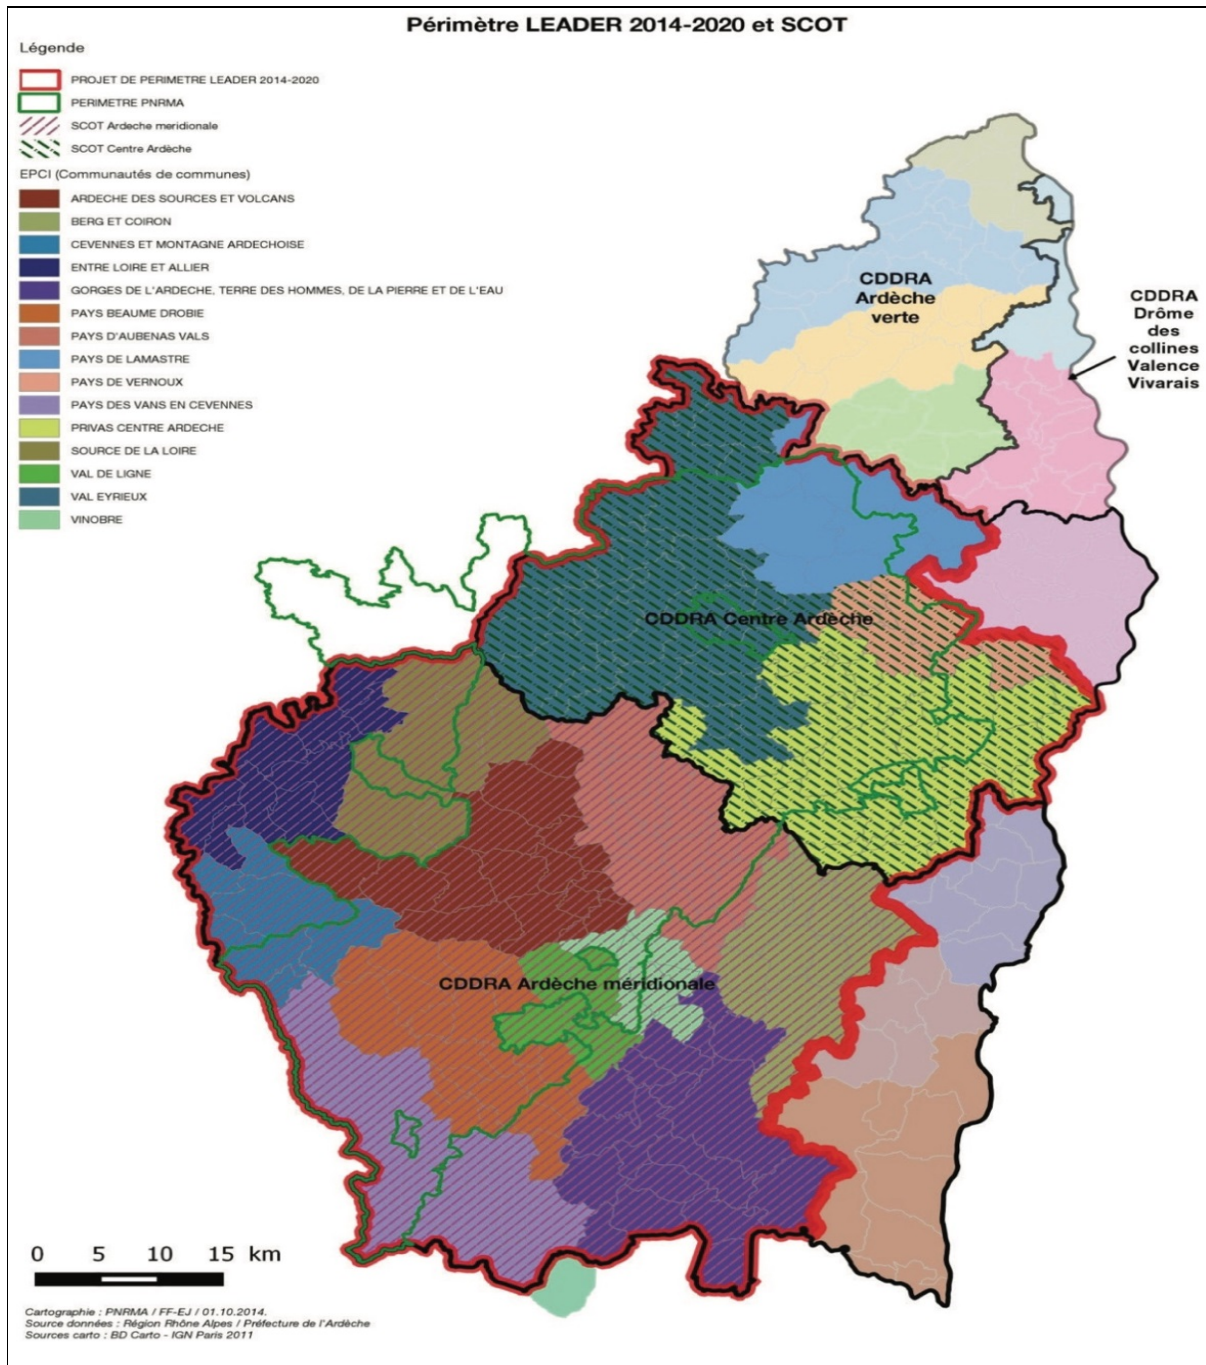 Périmètre LEADER 2014-2020 et SCOT
Légende
PROJET DE PERIMETRE LEADER 2014-2020
PERIMETRE PNRMA
SCOT Ardeche meridionale
SCOT Centre Ardèche
EPCI (Communautés de communes)
ARDECHE DES SOURCES ET VOLCANS
BERG ET COIRON
CEVENNES ET MONTAGNE ARDECHOISE
ENTRE LOIRE ET ALLIER
GORGES DE L'ARDECHE, TERRE DES HOMMES, DE LA PIERRE ET DE L'EAU
PAYS BEAUME DROBIE
PAYS D'AUBENAS VALS
PAYS DE LAMASTRE
PAYS DE VERNOUX
PAYS DES VANS EN CEVENNES
PRIVAS CENTRE ARDECHE
SOURCE DE LA LOIRE
VAL DE LIGNE
VAL EYRIEUX
VINOBRE
CDDRA
Ardèche
verte
CDDRA
Drôme
des
collines
Valence
Vivarais
CDDRA Centre Ardèche
CDDRA Ardèche méridionale
0 5 10 15 km
Cartographie : PNRMA / FF-EJ / 01.10.2014.
Source données : Région Rhône Alpes / Préfecture de l'Ardèche
Sources carto : BD Carto - IGN Paris 2011